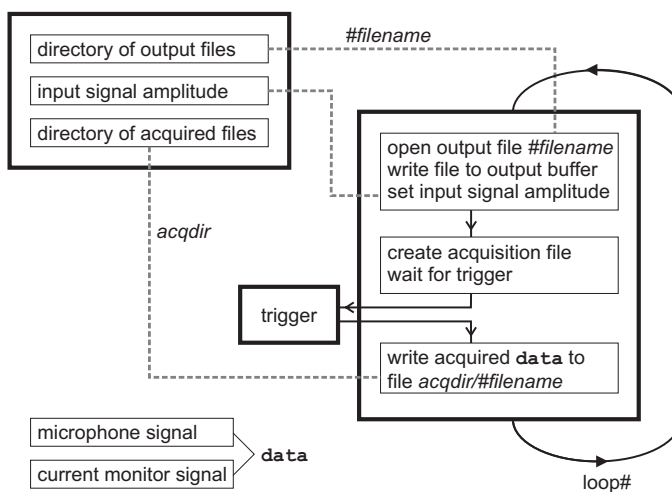 directory of output files
#filename
input signal amplitude
directory of acquired files
open output file #filename
write file to output buffer
set input signal amplitude
acqdir
create acquisition file
wait for trigger
trigger
write acquired data to
file acqdir/#filename
microphone signal
data
current monitor signal
loop#